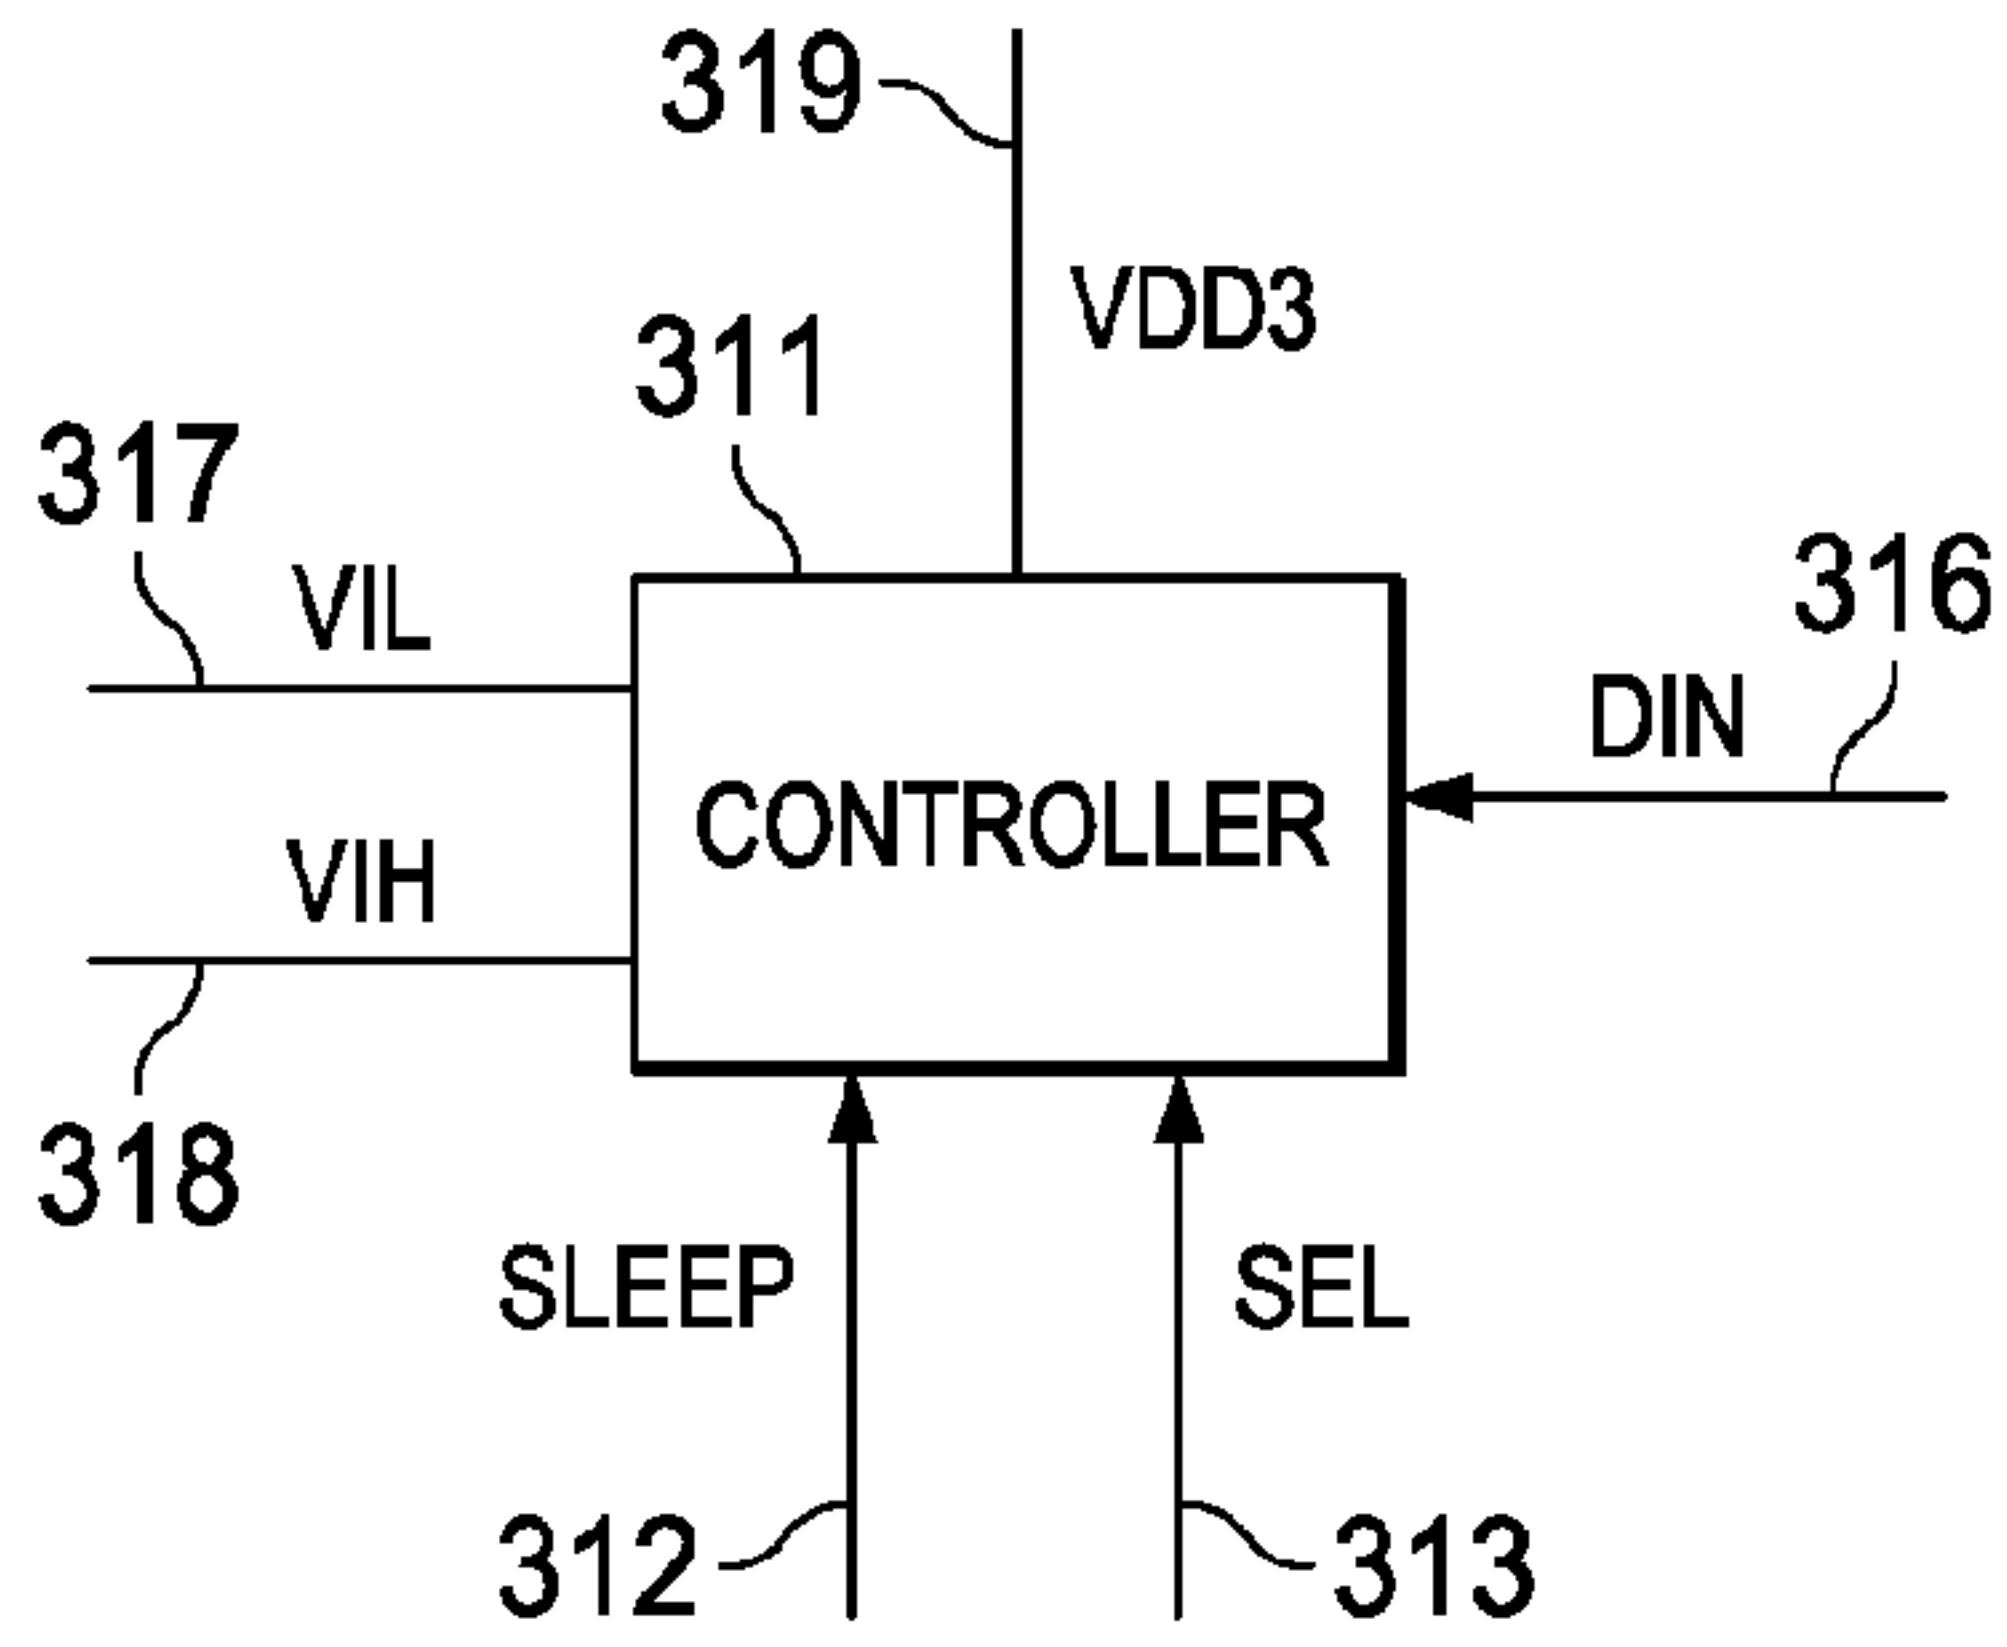 319
VDD3
311
317
VIL
316
DIN
CONTROLLER
VIH
318
SLEEP
SEL
312
313